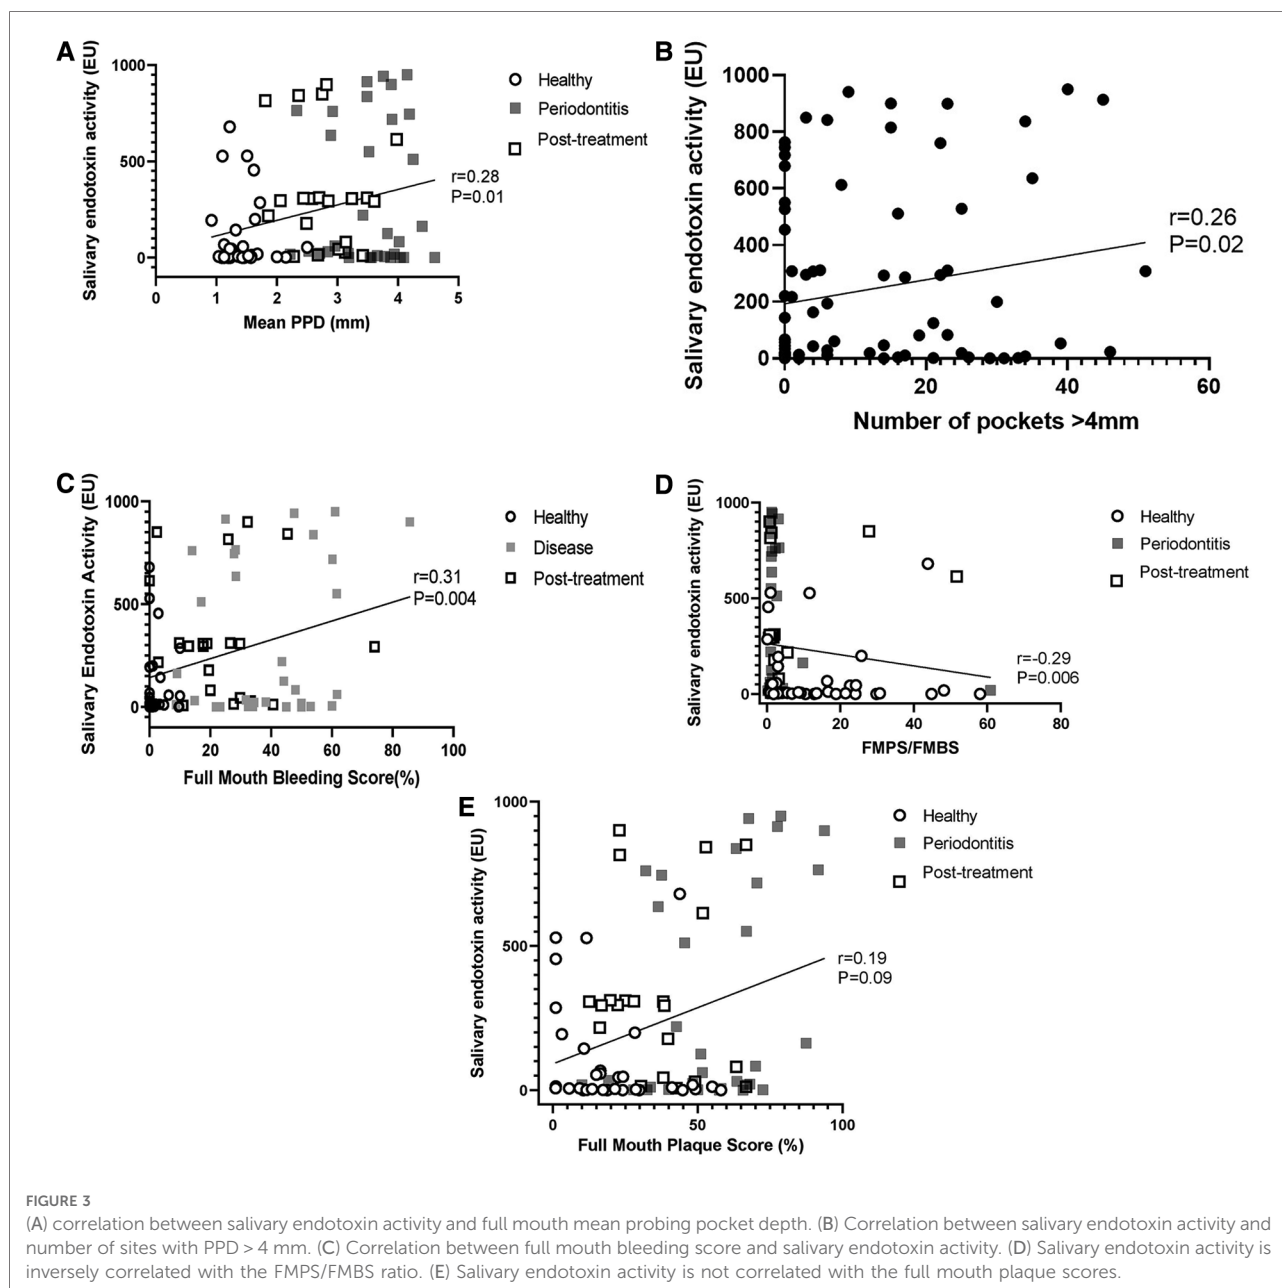 A
Salivary endotoxin activity (EU)
1000
500
0
0 1 2 3 4 5
Mean PPD (mm)
Healthy
Periodontitis
Post-treatment
r=0.28
P=0.01
B
Salivary endotoxin activity (EU)
1000
800
600
400
200
0
0 20 40 60
Number of pockets >4mm
r=0.26
P=0.02
C
Salivary Endotoxin Activity (EU)
1000
500
0
0 20 40 60 80 100
Full Mouth Bleeding Score(%)
Healthy
Disease
Post-treatment
r=0.31
P=0.004
D
Salivary endotoxin activity (EU)
1000
500
0
0 20 40 60 80
FMPS/FMBS
Healthy
Periodontitis
Post-treatment
r=-0.29
P=0.006
E
Salivary endotoxin activity (EU)
1000
500
0
0 50 100
Full Mouth Plaque Score (%)
Healthy
Periodontitis
Post-treatment
r=0.19
P=0.09
FIGURE 3
(A) correlation between salivary endotoxin activity and full mouth mean probing pocket depth. (B) Correlation between salivary endotoxin activity and
number of sites with PPD > 4 mm. (C) Correlation between full mouth bleeding score and salivary endotoxin activity. (D) Salivary endotoxin activity is
inversely correlated with the FMPS/FMBS ratio. (E) Salivary endotoxin activity is not correlated with the full mouth plaque scores.